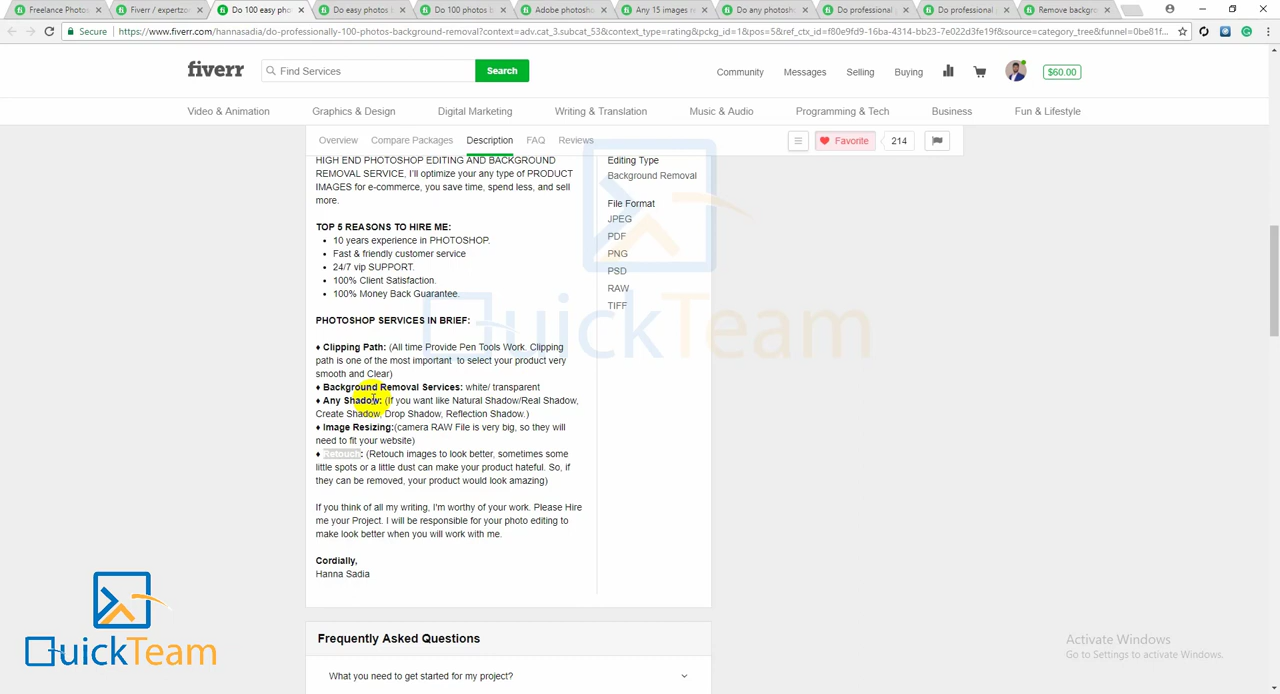 Freelance Photos
Fiverr / expertzo
Do 100 easy pho
Do easy photos
Do 100 photos b
Adobe photosho
Any 15 images re
Do any photosh
Do professional
Do professional
Remove backgro
Secure
https://www.fiverr.com/hannasadia/do-professionally-100-photos-background-removal?context=adv.cat_3.subcat_53&context_type=rating&pckg_id=1&pos=5&ref_ctx_id=f80e9fd9-16ba-4314-bb23-7e022d3fe19d&source=category_tree&funnel=0be81f...
fiverr
Find Services
Search
Community
Messages
Selling
Buying
$60.00
Video & Animation
Graphics & Design
Digital Marketing
Writing & Translation
Music & Audio
Programming & Tech
Business
Fun & Lifestyle
Overview
Compare Packages
Description
FAQ
Reviews
Favorite
214
HIGH END PHOTOSHOP EDITING AND BACKGROUND
REMOVAL SERVICE, I'll optimize your any type of PRODUCT
IMAGES for e-commerce, you save time, spend less, and sell
more.
TOP 5 REASONS TO HIRE ME:
• 10 years experience in PHOTOSHOP.
• Fast & friendly customer service
• 24/7 vip SUPPORT.
• 100% Client Satisfaction.
• 100% Money Back Guarantee.
PHOTOSHOP SERVICES IN BRIEF:
♦ Clipping Path: (All time Provide Pen Tools Work. Clipping
path is one of the most important to select your product very
smooth and Clear)
♦ Background Removal Services: white/ transparent
♦ Any Shadow: (If you want like Natural Shadow/Real Shadow,
Create Shadow, Drop Shadow, Reflection Shadow.)
♦ Image Resizing:(camera RAW File is very big, so they will
need to fit your website)
♦ Retouch: (Retouch images to look better, sometimes some
little spots or a little dust can make your product hateful. So, if
they can be removed, your product would look amazing)
If you think of all my writing, I'm worthy of your work. Please Hire
me your Project. I will be responsible for your photo editing to
make look better when you will work with me.
Cordially,
Hanna Sadia
Editing Type
Background Removal
File Format
JPEG
PDF
PNG
PSD
RAW
TIFF
QuickTeam
Frequently Asked Questions
What you need to get started for my project?
QuickTeam
Activate Windows
Go to Settings to activate Windows.